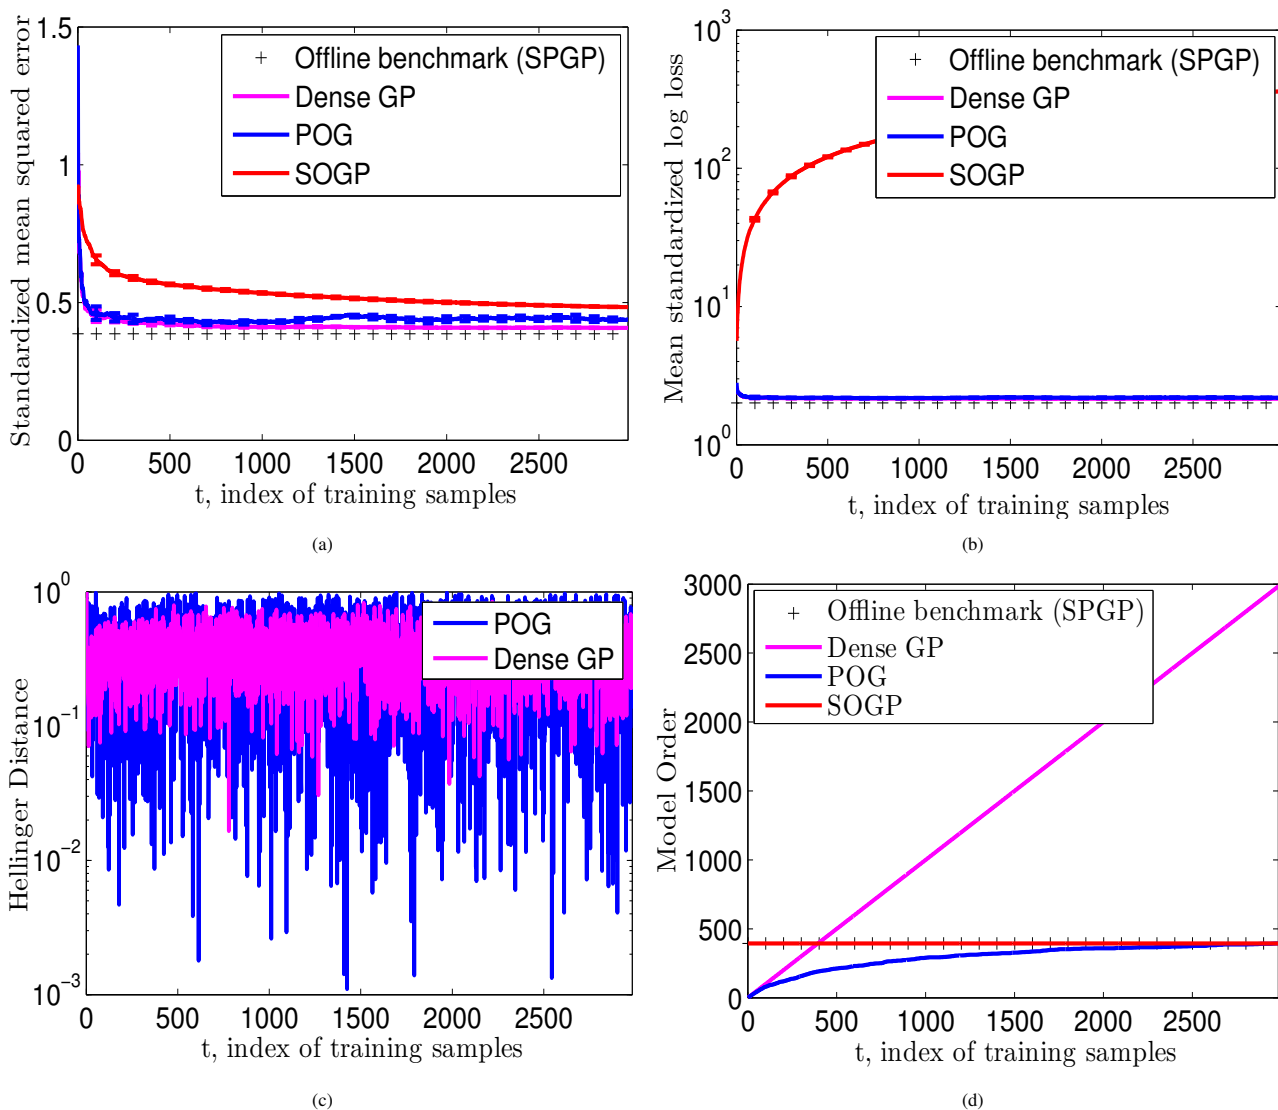 Standardized mean squared error
1.5
1
0.5
0
Offline benchmark (SPGP)
Dense GP
POG
SOGP
0 500 1000 1500 2000 2500
t, index of training samples
(a)
Mean standardized log loss
10^3
10^2
10^1
10^0
Offline benchmark (SPGP)
Dense GP
POG
SOGP
0 500 1000 1500 2000 2500
t, index of training samples
(b)
Hellinger Distance
10^0
10^-1
10^-2
10^-3
POG
Dense GP
0 500 1000 1500 2000 2500
t, index of training samples
(c)
Model Order
3000
2500
2000
1500
1000
500
0
Offline benchmark (SPGP)
Dense GP
POG
SOGP
0 500 1000 1500 2000 2500
t, index of training samples
(d)